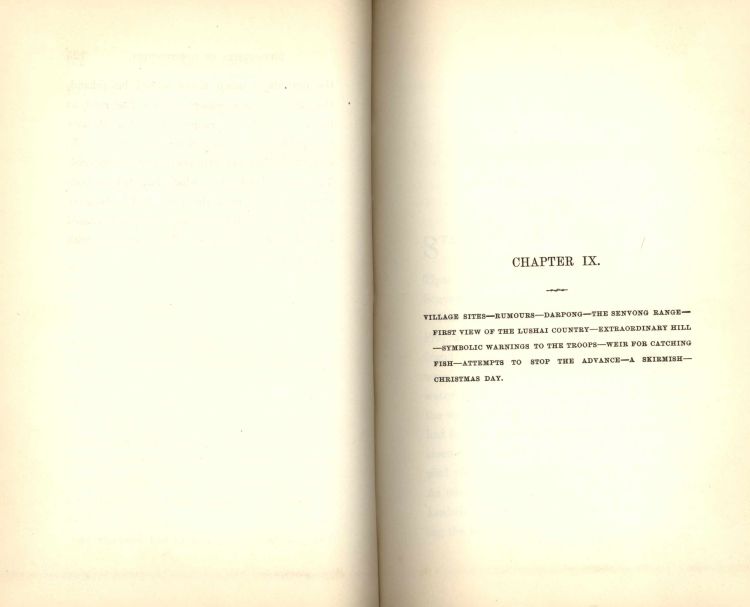 CHAPTER IX.
VILLAGE SITES—RUMOURS—DARPONG—THE SENVONG RANGE—
FIRST VIEW OF THE LUSHAI COUNTRY—EXTRAORDINARY HILL
—SYMBOLIC WARNINGS TO THE TROOPS—WEIR FOR CATCHING
FISH—ATTEMPTS TO STOP THE ADVANCE—A SKIRMISH—
CHRISTMAS DAY.